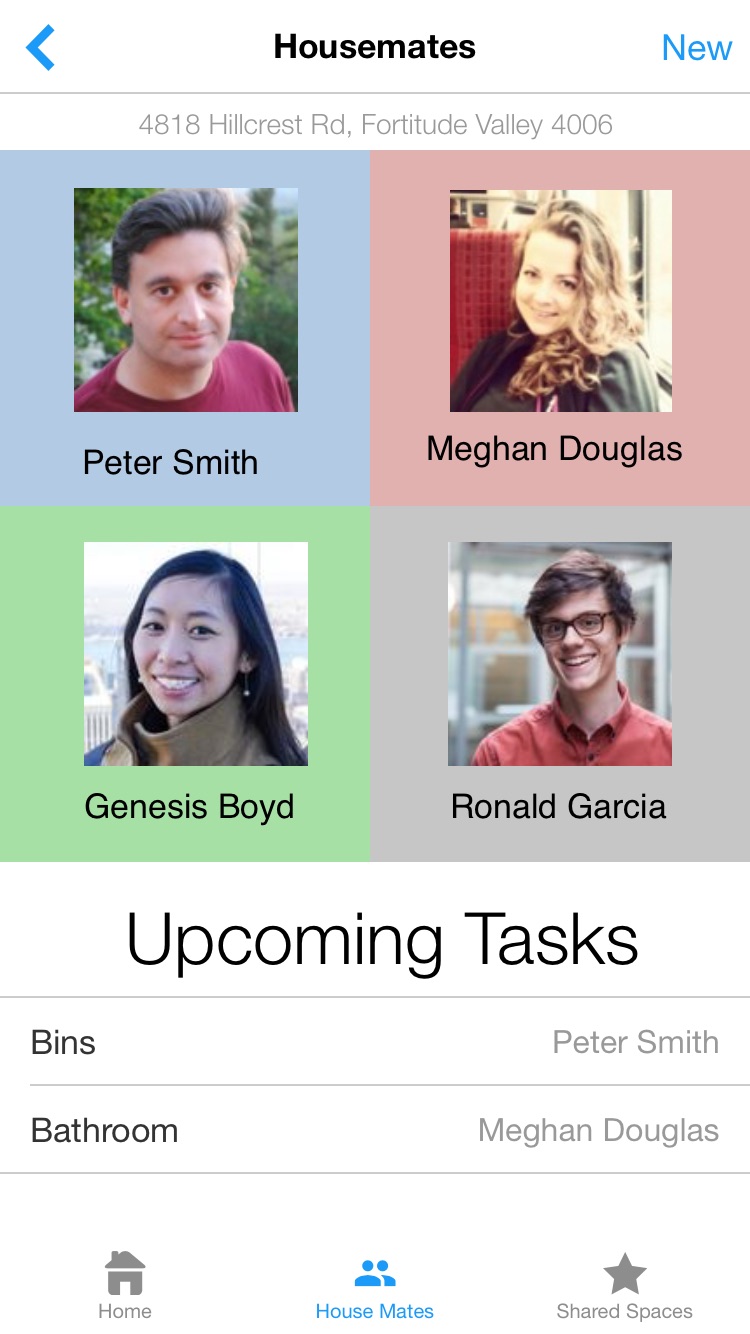 Housemates
New
4818 Hillcrest Rd, Fortitude Valley 4006
Peter Smith
Meghan Douglas
Genesis Boyd
Ronald Garcia
Upcoming Tasks
Bins Peter Smith
Bathroom Meghan Douglas
Home
House Mates
Shared Spaces